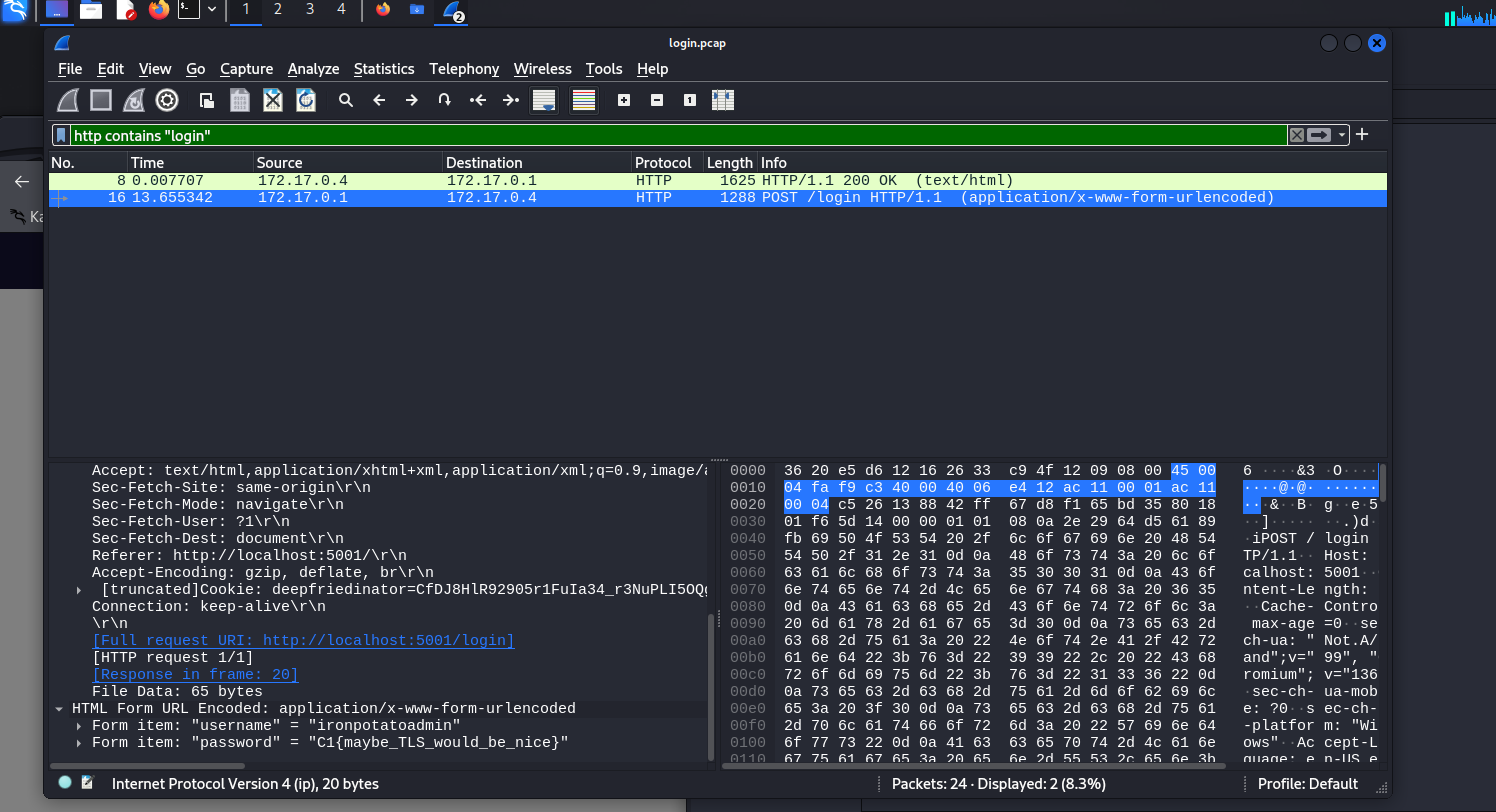 1 2 3 4 2
login.pcap
File Edit View Go Capture Analyze Statistics Telephony Wireless Tools Help
http contains "login"
No. Time Source Destination Protocol Length Info
8 0.007707 172.17.0.4 172.17.0.1 HTTP 1625 HTTP/1.1 200 OK (text/html)
16 13.655342 172.17.0.1 172.17.0.4 HTTP 1288 POST /login HTTP/1.1 (application/x-www-form-urlencoded)
Ka
Accept: text/html,application/xhtml+xml,application/xml;q=0.9,image/a
Sec-Fetch-Site: same-origin\r\n
Sec-Fetch-Mode: navigate\r\n
Sec-Fetch-User: ?1\r\n
Sec-Fetch-Dest: document\r\n
Referer: http://localhost:5001/\r\n
Accept-Encoding: gzip, deflate, br\r\n
[truncated]Cookie: deepfriedinator=CfDJ8HlR92905r1FuIa34_r3NuPLI5OQg
Connection: keep-alive\r\n
\r\n
[Full request URI: http://localhost:5001/login]
[HTTP request 1/1]
[Response in frame: 20]
File Data: 65 bytes
HTML Form URL Encoded: application/x-www-form-urlencoded
Form item: "username" = "ironpotatoadmin"
Form item: "password" = "C1{maybe_TLS_would_be_nice}"
0000 36 20 e5 d6 12 16 26 33 c9 4f 12 09 08 00 45 00 6 ····&3 O····
0010 04 fa f9 c3 40 00 40 06 e4 12 ac 11 00 01 ac 11 ····@·@· ·······
0020 00 04 c5 26 13 88 42 ff 67 d8 f1 65 bd 35 80 18 ···&··B· g··e·5
0030 01 f6 5d 14 00 00 01 01 08 0a 2e 29 64 d5 61 89 ··]····· ··.)d·
0040 fb 69 50 4f 53 54 20 2f 6c 6f 67 69 6e 20 48 54 ·iPOST / login
0050 54 50 2f 31 2e 31 0d 0a 48 6f 73 74 3a 20 6c 6f TP/1.1·· Host:
0060 63 61 6c 68 6f 73 74 3a 35 30 30 31 0d 0a 43 6f calhost: 5001··
0070 6e 74 65 6e 74 2d 4c 65 6e 67 74 68 3a 20 36 35 ntent-Le ngth:
0080 0d 0a 43 61 63 68 65 2d 43 6f 6e 74 72 6f 6c 3a ··Cache- Contro
0090 20 6d 61 78 2d 61 67 65 3d 30 0d 0a 73 65 63 2d max-age =0··se
00a0 63 68 2d 75 61 3a 20 22 4e 6f 74 2e 41 2f 42 72 ch-ua: " Not.A/
00b0 61 6e 64 22 3b 76 3d 22 39 39 22 2c 20 22 43 68 and";v=" 99", "
00c0 72 6f 6d 69 75 6d 22 3b 76 3d 22 31 33 36 22 0d romium"; v="136
00d0 0a 73 65 63 2d 63 68 2d 75 61 2d 6d 6f 62 69 6c ·sec-ch- ua-mob
00e0 65 3a 20 3f 30 0d 0a 73 65 63 2d 63 68 2d 75 61 e: ?0··s ec-ch-
00f0 2d 70 6c 61 74 66 6f 72 6d 3a 20 22 57 69 6e 64 -platfor m: "Wi
0100 6f 77 73 22 0d 0a 41 63 63 65 70 74 2d 4c 61 6e ows"··Ac cept-L
0110 67 75 61 67 65 3a 20 65 6e 2d 55 53 2c 65 6e 3b guage: e n-US,e
Internet Protocol Version 4 (ip), 20 bytes
Packets: 24 · Displayed: 2 (8.3%)
Profile: Default